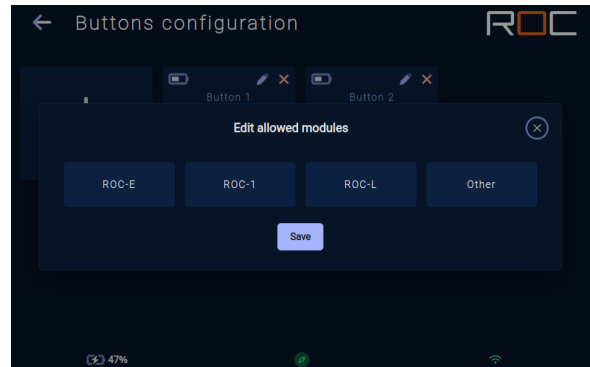 Buttons configuration
ROC
Button 1
Button 2
Edit allowed modules
ROC-E
ROC-1
ROC-L
Other
Save
47%